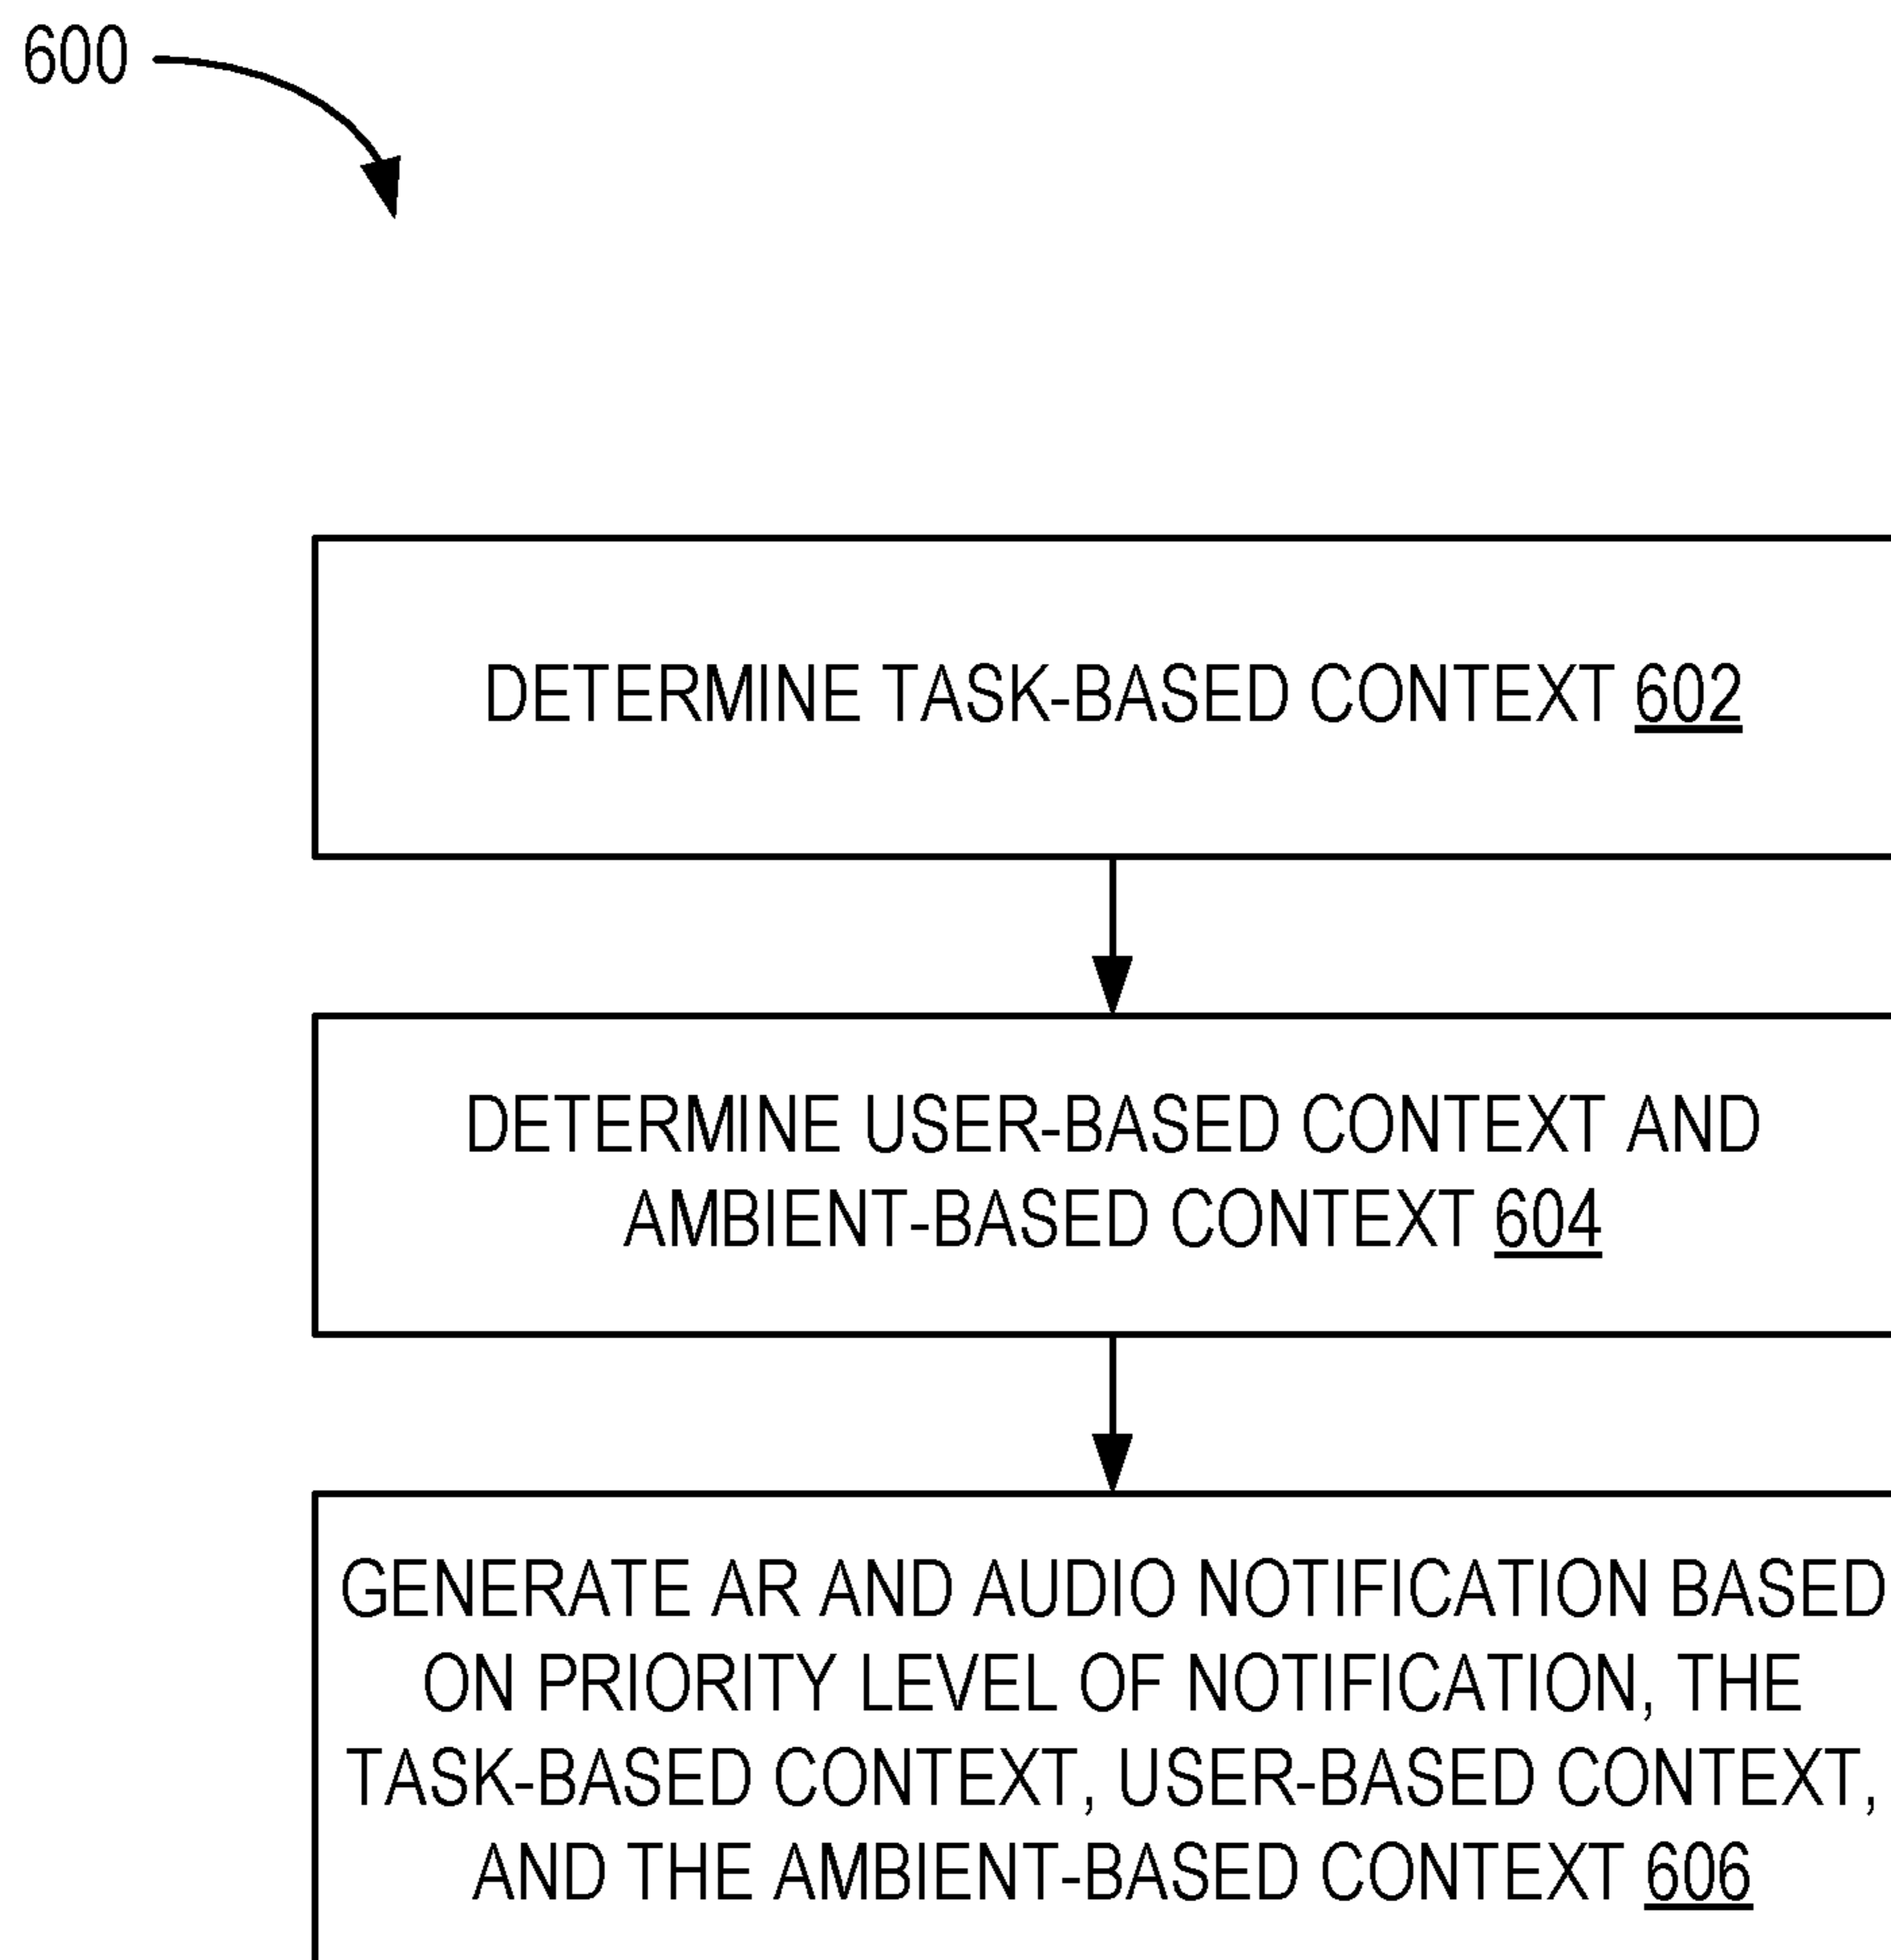 600
DETERMINE TASK-BASED CONTEXT 602
DETERMINE USER-BASED CONTEXT AND
AMBIENT-BASED CONTEXT 604
GENERATE AR AND AUDIO NOTIFICATION BASED
ON PRIORITY LEVEL OF NOTIFICATION, THE
TASK-BASED CONTEXT, USER-BASED CONTEXT,
AND THE AMBIENT-BASED CONTEXT 606